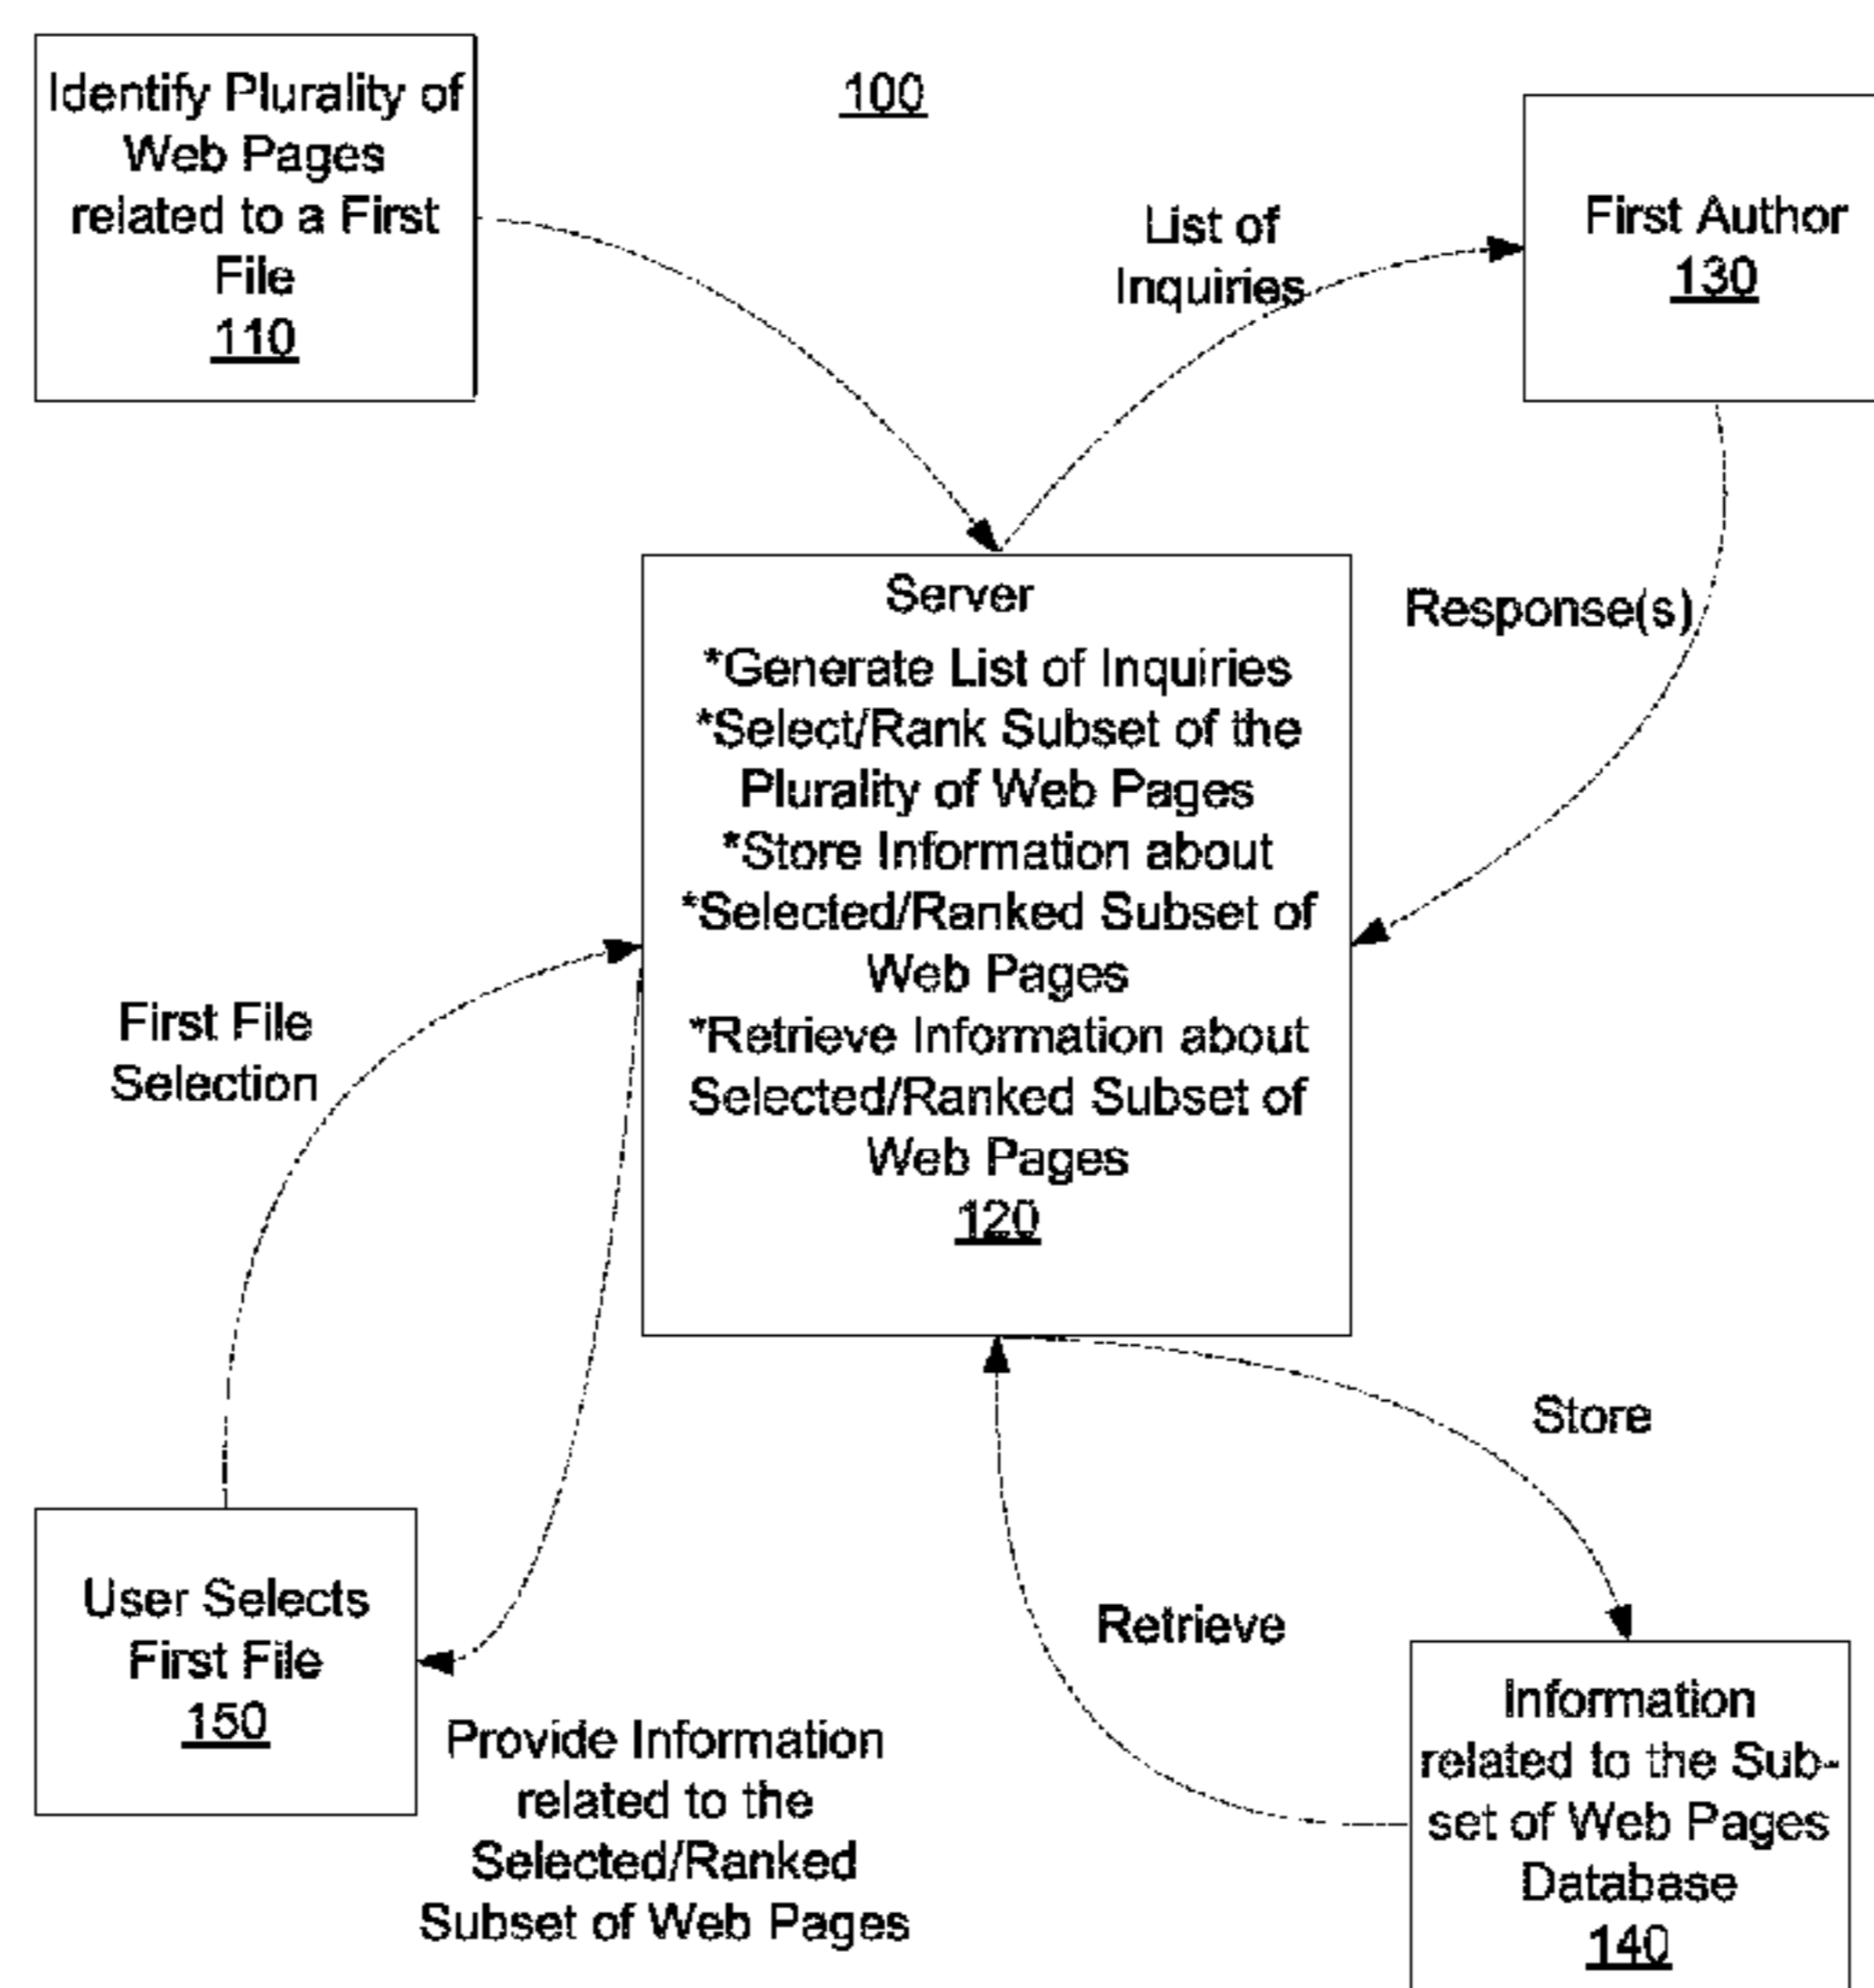 Identify Plurality of
Web Pages
related to a First
File
110
100
List of
Inquiries
First Author
130
Response(s)
Server
*Generate List of Inquiries
*Select/Rank Subset of the
Plurality of Web Pages
*Store Information about
*Selected/Ranked Subset of
Web Pages
*Retrieve Information about
Selected/Ranked Subset of
Web Pages
120
First File
Selection
User Selects
First File
150
Provide Information
related to the
Selected/Ranked
Subset of Web Pages
Store
Retrieve
Information
related to the Sub-
set of Web Pages
Database
140